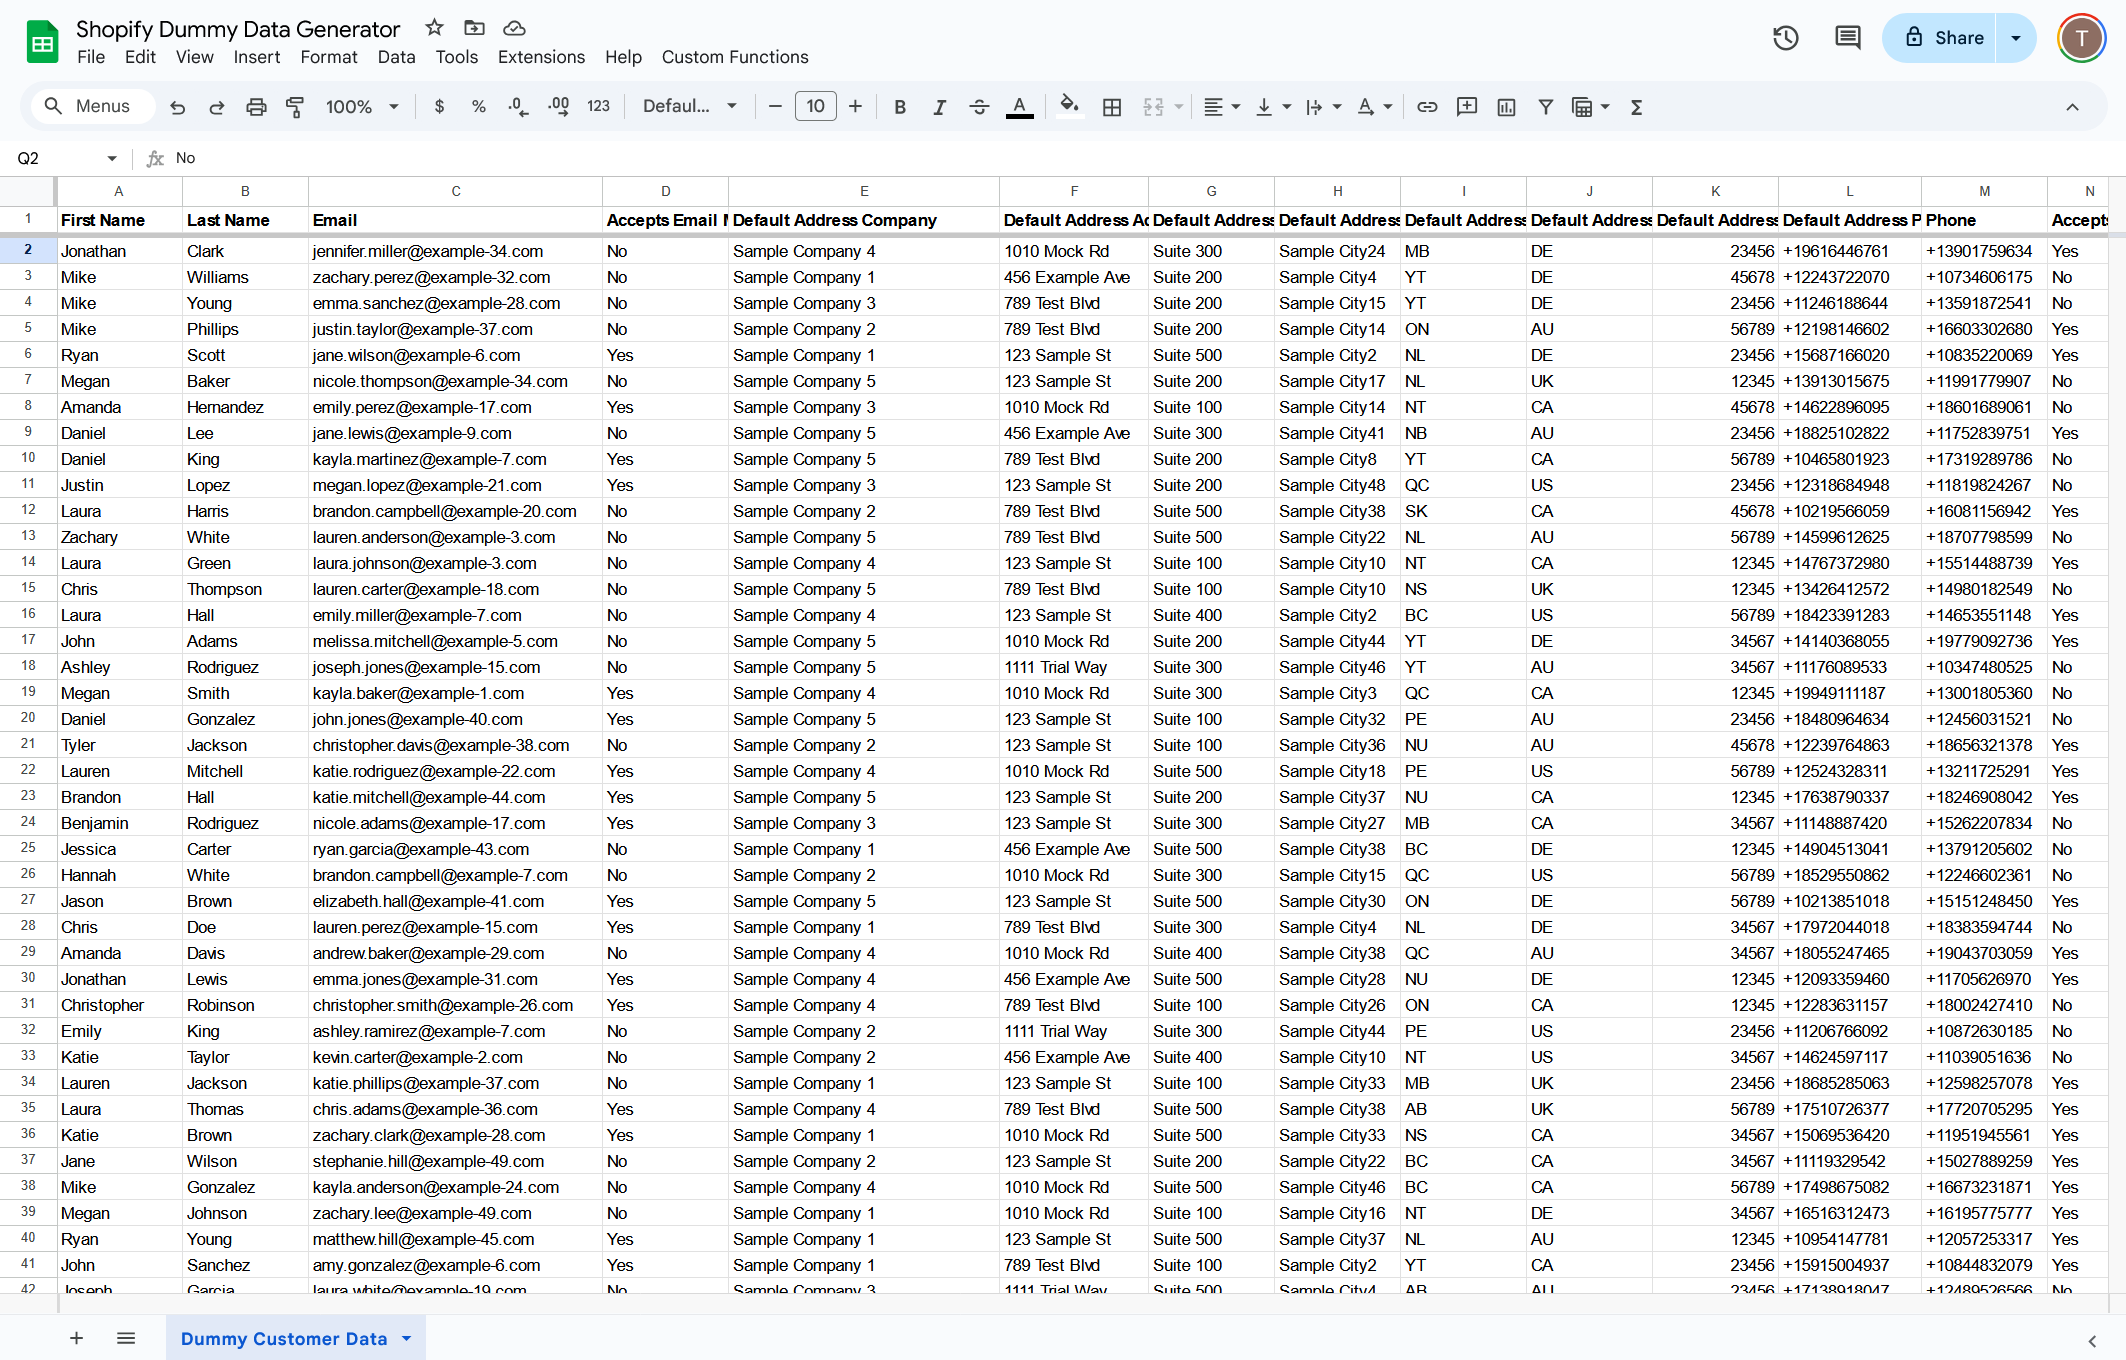 Shopify Dummy Data Generator
File Edit View Insert Format Data Tools Extensions Help Custom Functions
Share
T
Menus 100% $ % .0 .00 123 Defaul... 10 B I S A Σ
Q2 fx No
A B C D E F G H I J K L M N
1 First Name Last Name Email Accepts Email Default Address Company Default Address Default Address Default Address Default Address Default Address Default Address Default Address Phone Accepts
2 Jonathan Clark jennifer.miller@example-34.com No Sample Company 4 1010 Mock Rd Suite 300 Sample City24 MB DE 23456 +19616446761 +13901759634 Yes
3 Mike Williams zachary.perez@example-32.com No Sample Company 1 456 Example Ave Suite 200 Sample City4 YT DE 45678 +12243722070 +10734606175 No
4 Mike Young emma.sanchez@example-28.com No Sample Company 3 789 Test Blvd Suite 200 Sample City15 YT DE 23456 +11246188644 +13591872541 No
5 Mike Phillips justin.taylor@example-37.com No Sample Company 2 789 Test Blvd Suite 200 Sample City14 ON AU 56789 +12198146602 +16603302680 Yes
6 Ryan Scott jane.wilson@example-6.com Yes Sample Company 1 123 Sample St Suite 500 Sample City2 NL DE 23456 +15687166020 +10835220069 Yes
7 Megan Baker nicole.thompson@example-34.com No Sample Company 5 123 Sample St Suite 200 Sample City17 NL UK 12345 +13913015675 +11991779907 No
8 Amanda Hernandez emily.perez@example-17.com Yes Sample Company 3 1010 Mock Rd Suite 100 Sample City14 NT CA 45678 +14622896095 +18601689061 No
9 Daniel Lee jane.lewis@example-9.com No Sample Company 5 456 Example Ave Suite 300 Sample City41 NB AU 23456 +18825102822 +11752839751 Yes
10 Daniel King kayla.martinez@example-7.com Yes Sample Company 5 789 Test Blvd Suite 200 Sample City8 YT CA 56789 +10465801923 +17319289786 No
11 Justin Lopez megan.lopez@example-21.com Yes Sample Company 3 123 Sample St Suite 200 Sample City48 QC US 23456 +12318684948 +11819824267 No
12 Laura Harris brandon.campbell@example-20.com No Sample Company 2 789 Test Blvd Suite 500 Sample City38 SK CA 45678 +10219566059 +16081156942 Yes
13 Zachary White lauren.anderson@example-3.com No Sample Company 5 789 Test Blvd Suite 500 Sample City22 NL AU 56789 +14599612625 +18707798599 No
14 Laura Green laura.johnson@example-3.com No Sample Company 4 123 Sample St Suite 100 Sample City10 NT CA 12345 +14767372980 +15514488739 Yes
15 Chris Thompson lauren.carter@example-18.com No Sample Company 5 789 Test Blvd Suite 100 Sample City10 NS UK 12345 +13426412572 +14980182549 No
16 Laura Hall emily.miller@example-7.com No Sample Company 4 123 Sample St Suite 400 Sample City2 BC US 56789 +18423391283 +14653551148 Yes
17 John Adams melissa.mitchell@example-5.com No Sample Company 5 1010 Mock Rd Suite 200 Sample City44 YT DE 34567 +14140368055 +19779092736 Yes
18 Ashley Rodriguez joseph.jones@example-15.com No Sample Company 5 1111 Trial Way Suite 300 Sample City46 YT AU 34567 +11176089533 +10347480525 No
19 Megan Smith kayla.baker@example-1.com Yes Sample Company 4 1010 Mock Rd Suite 300 Sample City3 QC CA 12345 +19949111187 +13001805360 No
20 Daniel Gonzalez john.jones@example-40.com Yes Sample Company 5 123 Sample St Suite 100 Sample City32 PE AU 23456 +18480964634 +12456031521 No
21 Tyler Jackson christopher.davis@example-38.com No Sample Company 2 123 Sample St Suite 100 Sample City36 NU AU 45678 +12239764863 +18656321378 Yes
22 Lauren Mitchell katie.rodriguez@example-22.com Yes Sample Company 4 1010 Mock Rd Suite 500 Sample City18 PE US 56789 +12524328311 +13211725291 Yes
23 Brandon Hall katie.mitchell@example-44.com Yes Sample Company 5 123 Sample St Suite 200 Sample City37 NU CA 12345 +17638790337 +18246908042 Yes
24 Benjamin Rodriguez nicole.adams@example-17.com Yes Sample Company 3 123 Sample St Suite 300 Sample City27 MB CA 34567 +11148887420 +15262207834 No
25 Jessica Carter ryan.garcia@example-43.com No Sample Company 1 456 Example Ave Suite 500 Sample City38 BC DE 12345 +14904513041 +13791205602 No
26 Hannah White brandon.campbell@example-7.com No Sample Company 2 1010 Mock Rd Suite 300 Sample City15 QC US 56789 +18529550862 +12246602361 No
27 Jason Brown elizabeth.hall@example-41.com Yes Sample Company 5 123 Sample St Suite 500 Sample City30 ON DE 56789 +10213851018 +15151248450 Yes
28 Chris Doe lauren.perez@example-15.com Yes Sample Company 1 789 Test Blvd Suite 300 Sample City4 NL DE 34567 +17972044018 +18383594744 No
29 Amanda Davis andrew.baker@example-29.com No Sample Company 4 1010 Mock Rd Suite 400 Sample City38 QC AU 34567 +18055247465 +19043703059 Yes
30 Jonathan Lewis emma.jones@example-31.com Yes Sample Company 4 456 Example Ave Suite 500 Sample City28 NU DE 12345 +12093359460 +11705626970 Yes
31 Christopher Robinson christopher.smith@example-26.com Yes Sample Company 4 789 Test Blvd Suite 100 Sample City26 ON CA 12345 +12283631157 +18002427410 No
32 Emily King ashley.ramirez@example-7.com No Sample Company 2 1111 Trial Way Suite 300 Sample City44 PE US 23456 +11206766092 +10872630185 No
33 Katie Taylor kevin.carter@example-2.com No Sample Company 2 456 Example Ave Suite 400 Sample City10 NT US 34567 +14624597117 +11039051636 No
34 Lauren Jackson katie.phillips@example-37.com No Sample Company 1 123 Sample St Suite 100 Sample City33 MB UK 23456 +18685285063 +12598257078 Yes
35 Laura Thomas chris.adams@example-36.com Yes Sample Company 4 789 Test Blvd Suite 500 Sample City38 AB UK 56789 +17510726377 +17720705295 Yes
36 Katie Brown zachary.clark@example-28.com Yes Sample Company 1 1010 Mock Rd Suite 500 Sample City33 NS CA 34567 +15069536420 +11951945561 Yes
37 Jane Wilson stephanie.hill@example-49.com No Sample Company 2 123 Sample St Suite 200 Sample City22 BC CA 34567 +11119329542 +15027889259 Yes
38 Mike Gonzalez kayla.anderson@example-24.com No Sample Company 4 1010 Mock Rd Suite 500 Sample City46 BC CA 56789 +17498675082 +16673231871 Yes
39 Megan Johnson zachary.lee@example-49.com No Sample Company 1 1010 Mock Rd Suite 100 Sample City16 NT DE 34567 +16516312473 +16195775777 Yes
40 Ryan Young matthew.hill@example-45.com Yes Sample Company 1 123 Sample St Suite 500 Sample City37 NL AU 12345 +10954147781 +12057253317 Yes
41 John Sanchez amy.gonzalez@example-6.com Yes Sample Company 1 789 Test Blvd Suite 100 Sample City2 YT CA 23456 +15915004937 +10844832079 Yes
42 Joseph Garcia laura.white@example-19.com No Sample Company 3 1111 Trial Way Suite 500 Sample City4 AB AU 23456 +17138918047 +12489526566 No
Dummy Customer Data